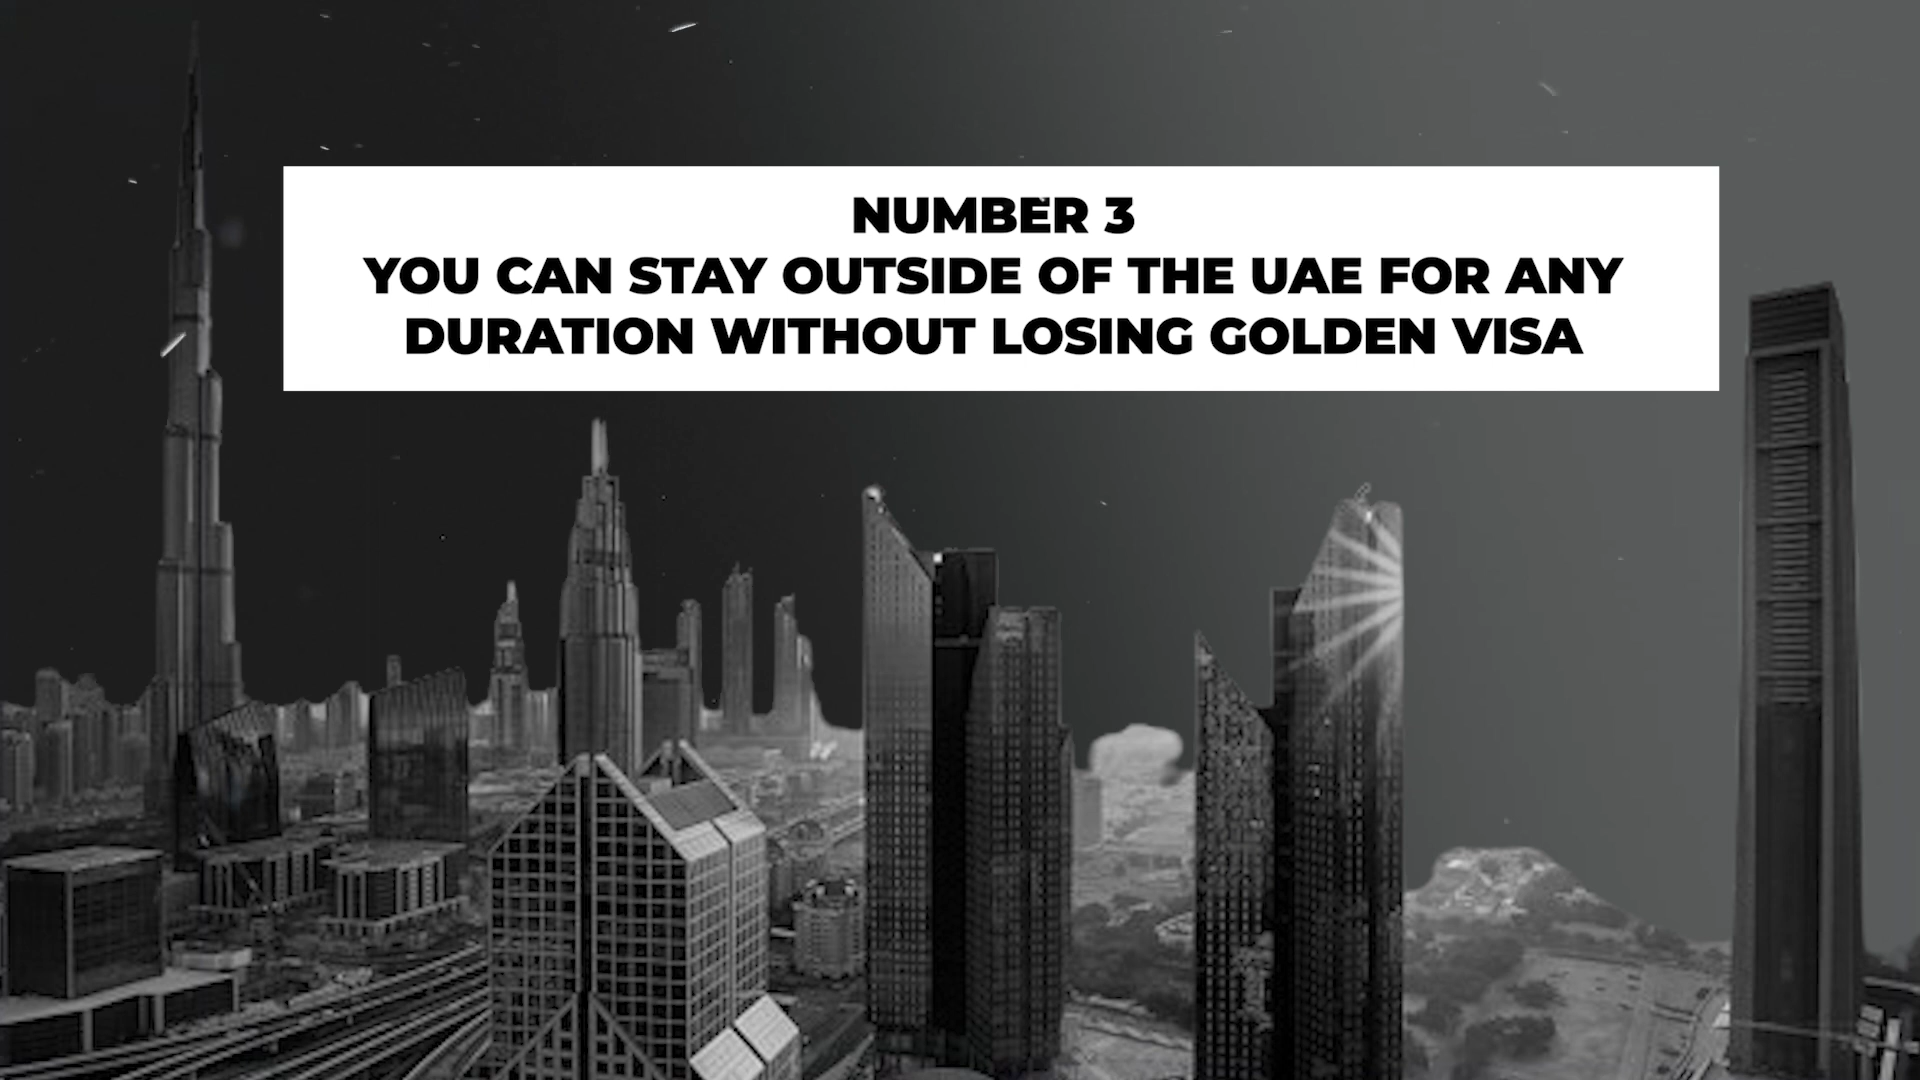 NUMBER 3
YOU CAN STAY OUTSIDE OF THE UAE FOR ANY
DURATION WITHOUT LOSING GOLDEN VISA